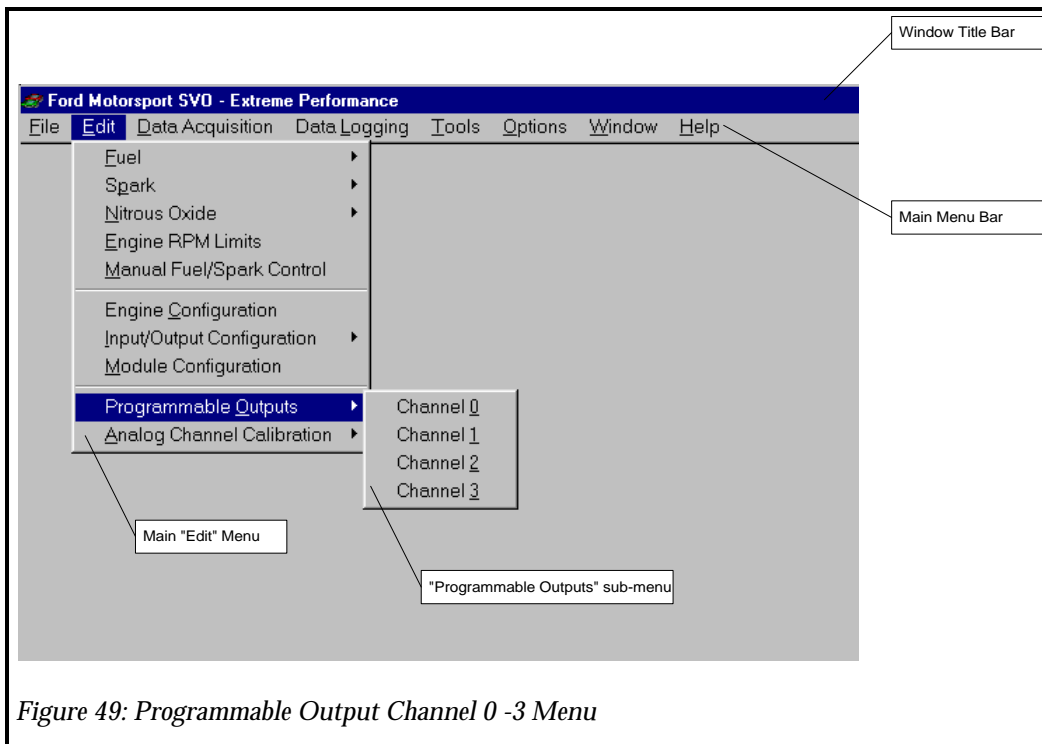 Window Title Bar
Ford Motorsport SVO - Extreme Performance
File Edit Data Acquisition Data Logging Tools Options Window Help
Fuel
Spark
Nitrous Oxide
Engine RPM Limits
Manual Fuel/Spark Control
Main Menu Bar
Engine Configuration
Input/Output Configuration
Module Configuration
Programmable Outputs
Analog Channel Calibration
Channel 0
Channel 1
Channel 2
Channel 3
Main "Edit" Menu
"Programmable Outputs" sub-menu
Figure 49: Programmable Output Channel 0 -3 Menu